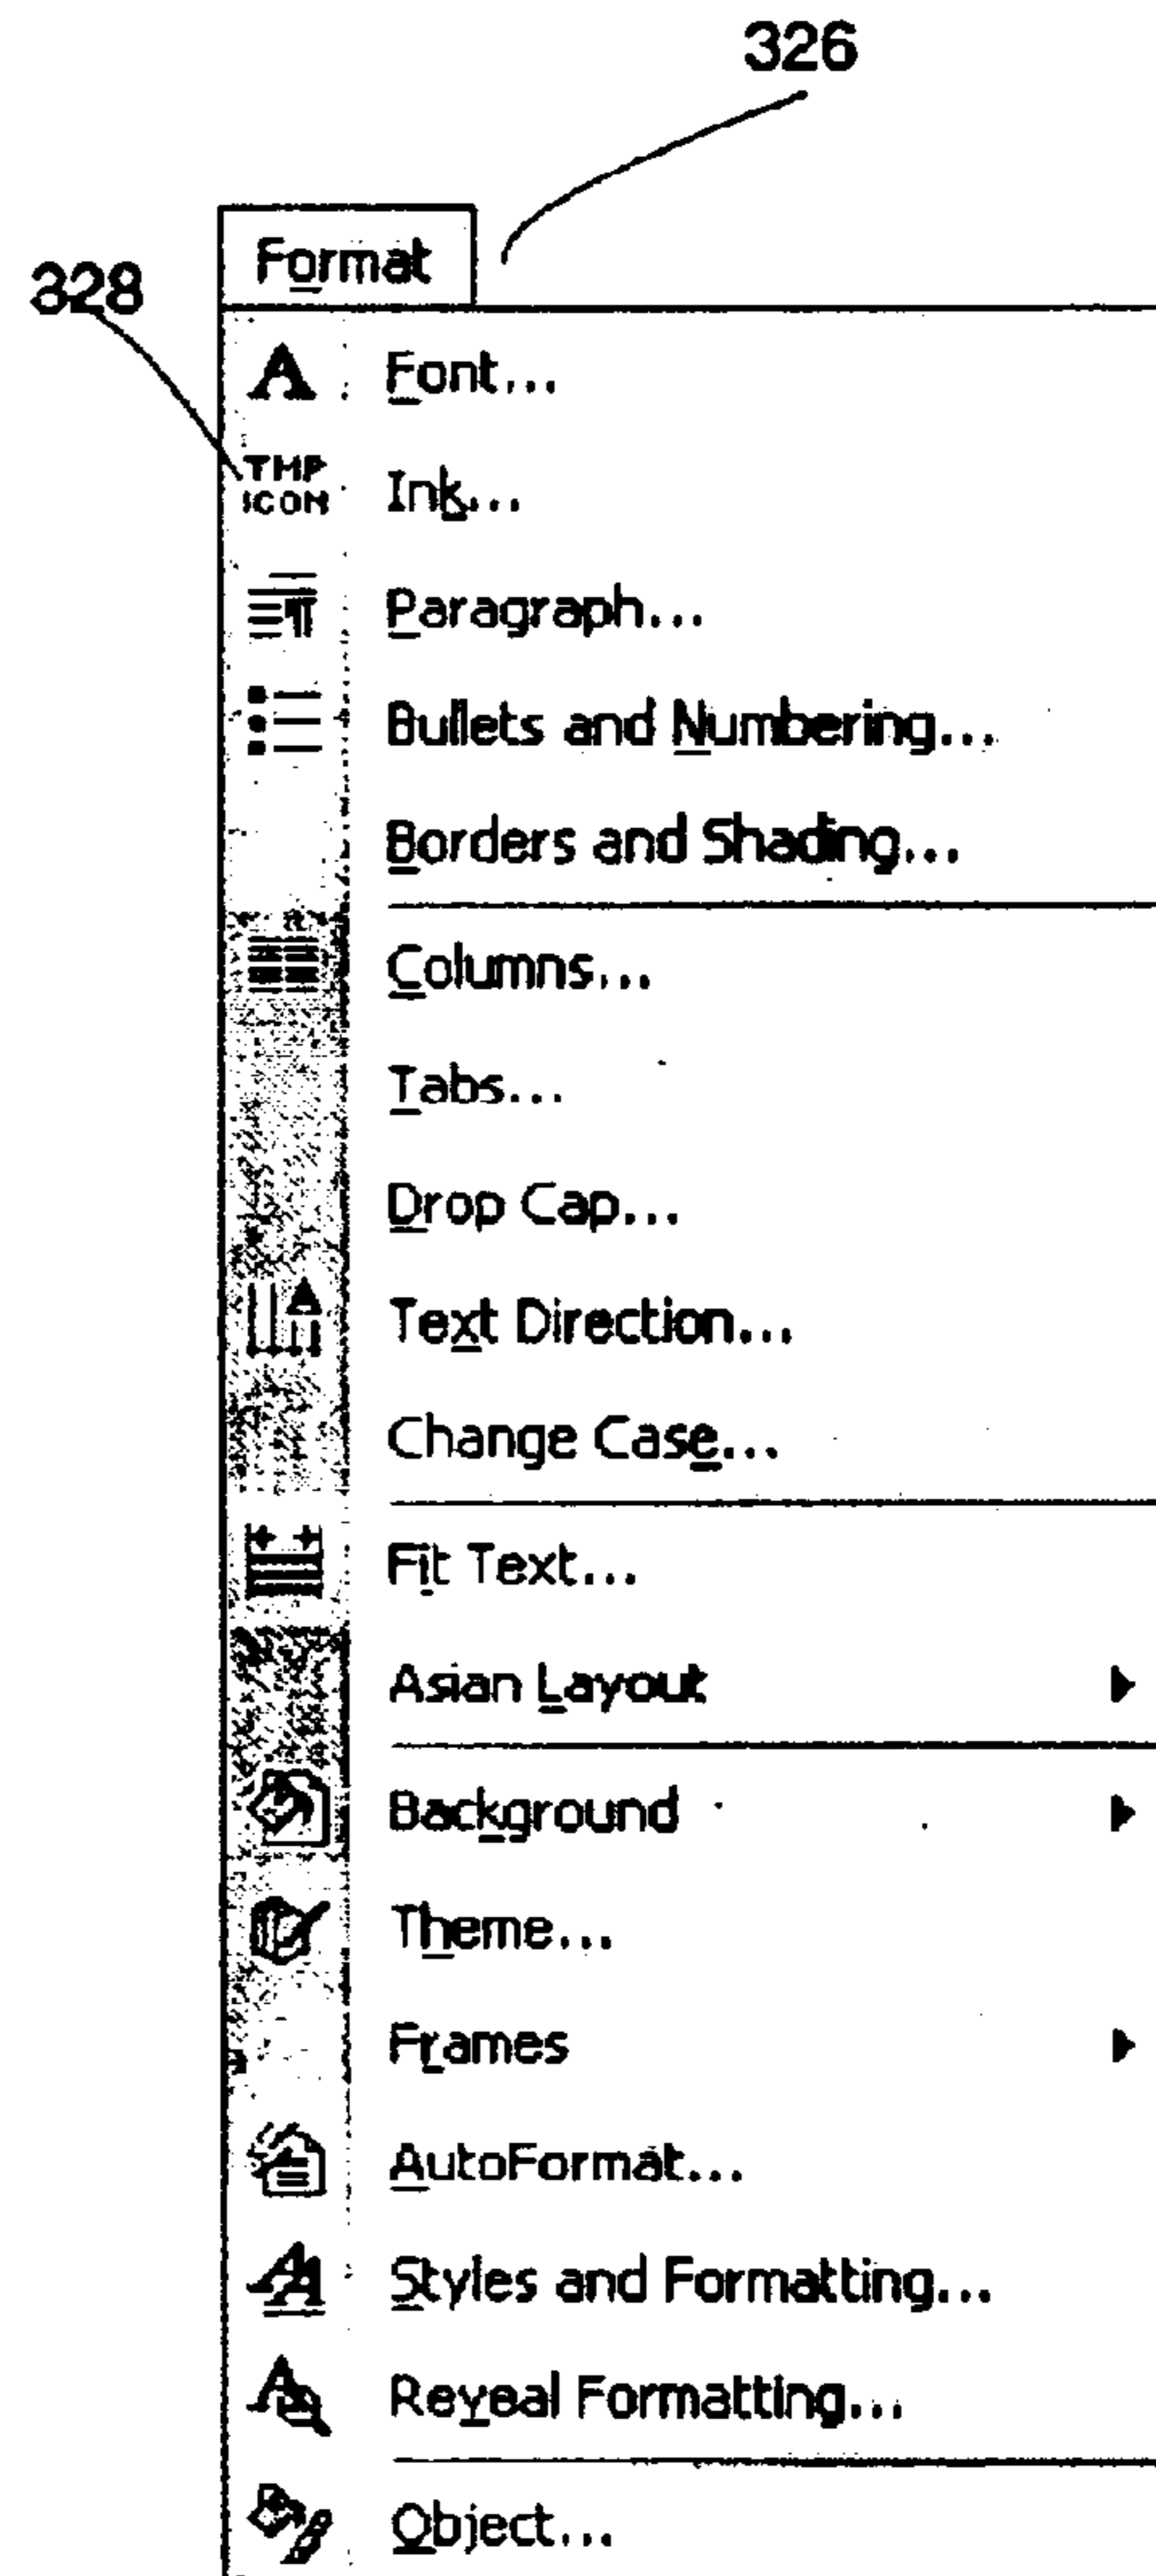 326
Format
328
Font...
TMP
ICON
Ink...
Paragraph...
Bullets and Numbering...
Borders and Shading...
Columns...
Tabs...
Drop Cap...
Text Direction...
Change Case...
Fit Text...
Asian Layout
Background
Theme...
Frames
AutoFormat...
Styles and Formatting...
Reveal Formatting...
Object...